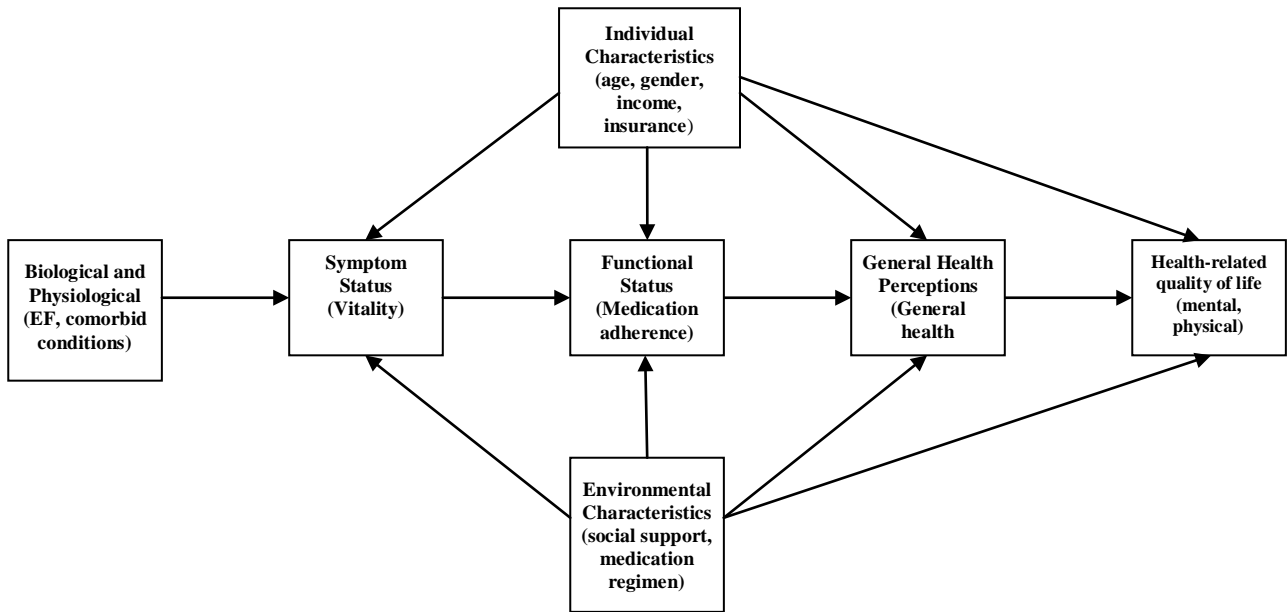 Individual
Characteristics
(age, gender,
income,
insurance)
Biological and
Physiological
(EF, comorbid
conditions)
Symptom
Status
(Vitality)
Functional
Status
(Medication
adherence)
General Health
Perceptions
(General
health
Health-related
quality of life
(mental,
physical)
Environmental
Characteristics
(social support,
medication
regimen)